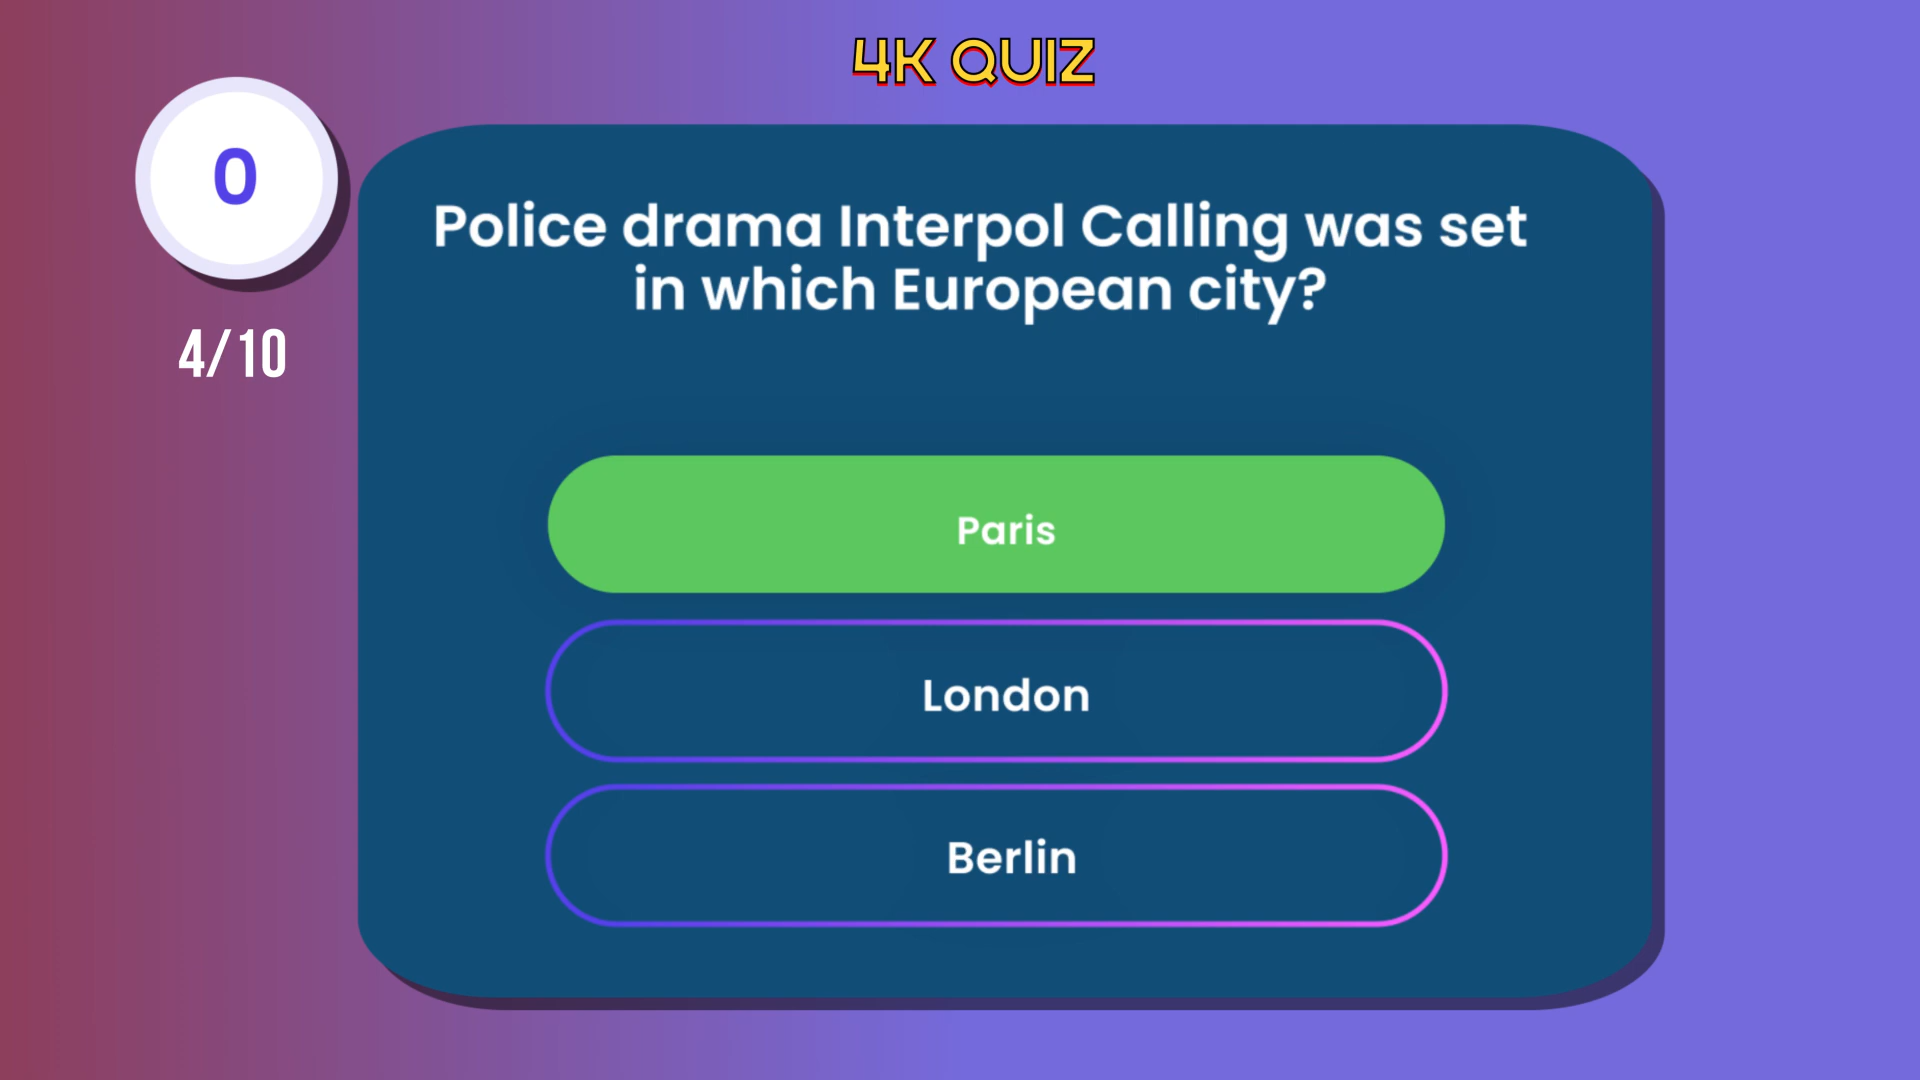 4K QUIZ
0
4/10
Police drama Interpol Calling was set
in which European city?
Paris
London
Berlin